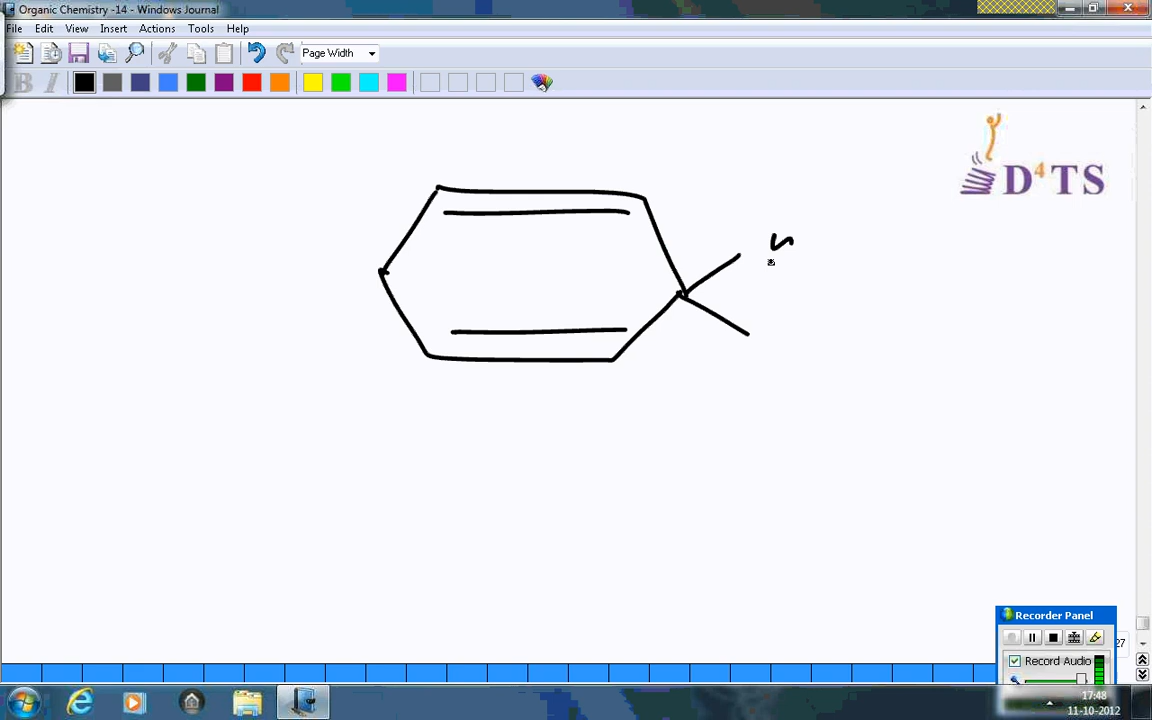 Organic Chemistry -14 - Windows Journal
File Edit View Insert Actions Tools Help
Page Width
B I
D4TS
Recorder Panel
27
Record Audio
17:48
11-10-2012